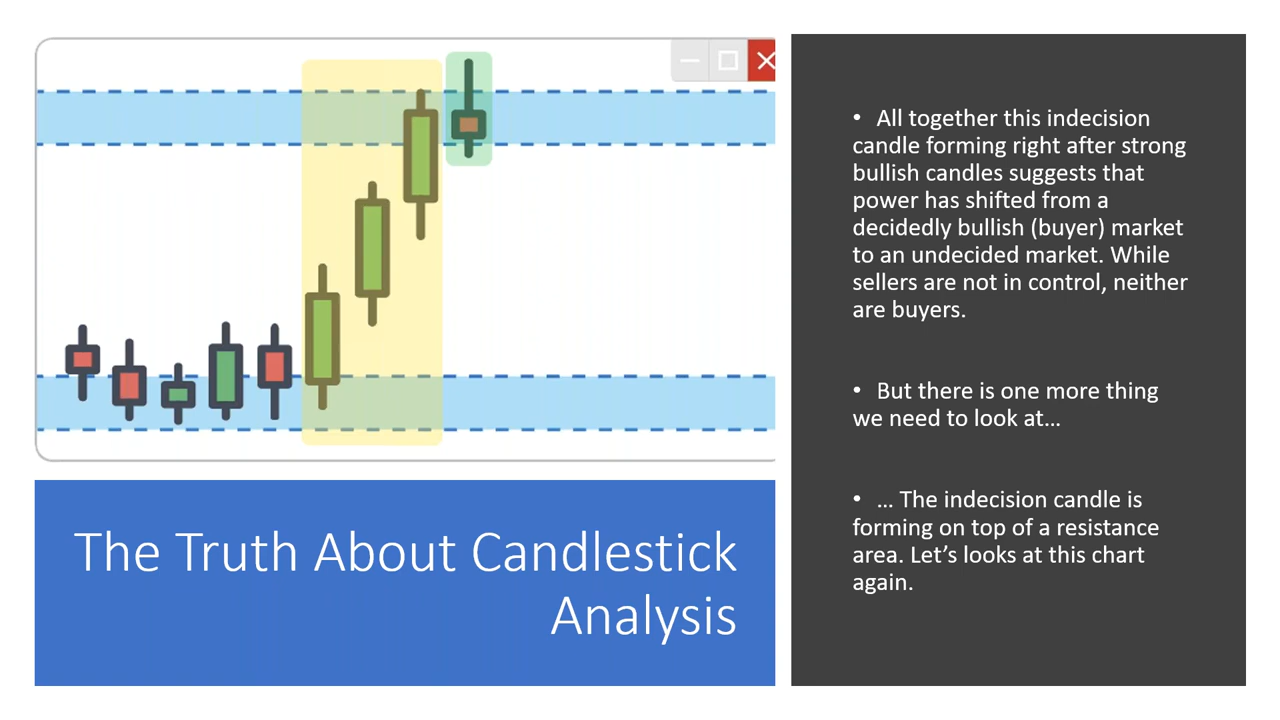 The Truth About Candlestick
Analysis
• All together this indecision
candle forming right after strong
bullish candles suggests that
power has shifted from a
decidedly bullish (buyer) market
to an undecided market. While
sellers are not in control, neither
are buyers.
• But there is one more thing
we need to look at…
• … The indecision candle is
forming on top of a resistance
area. Let’s looks at this chart
again.